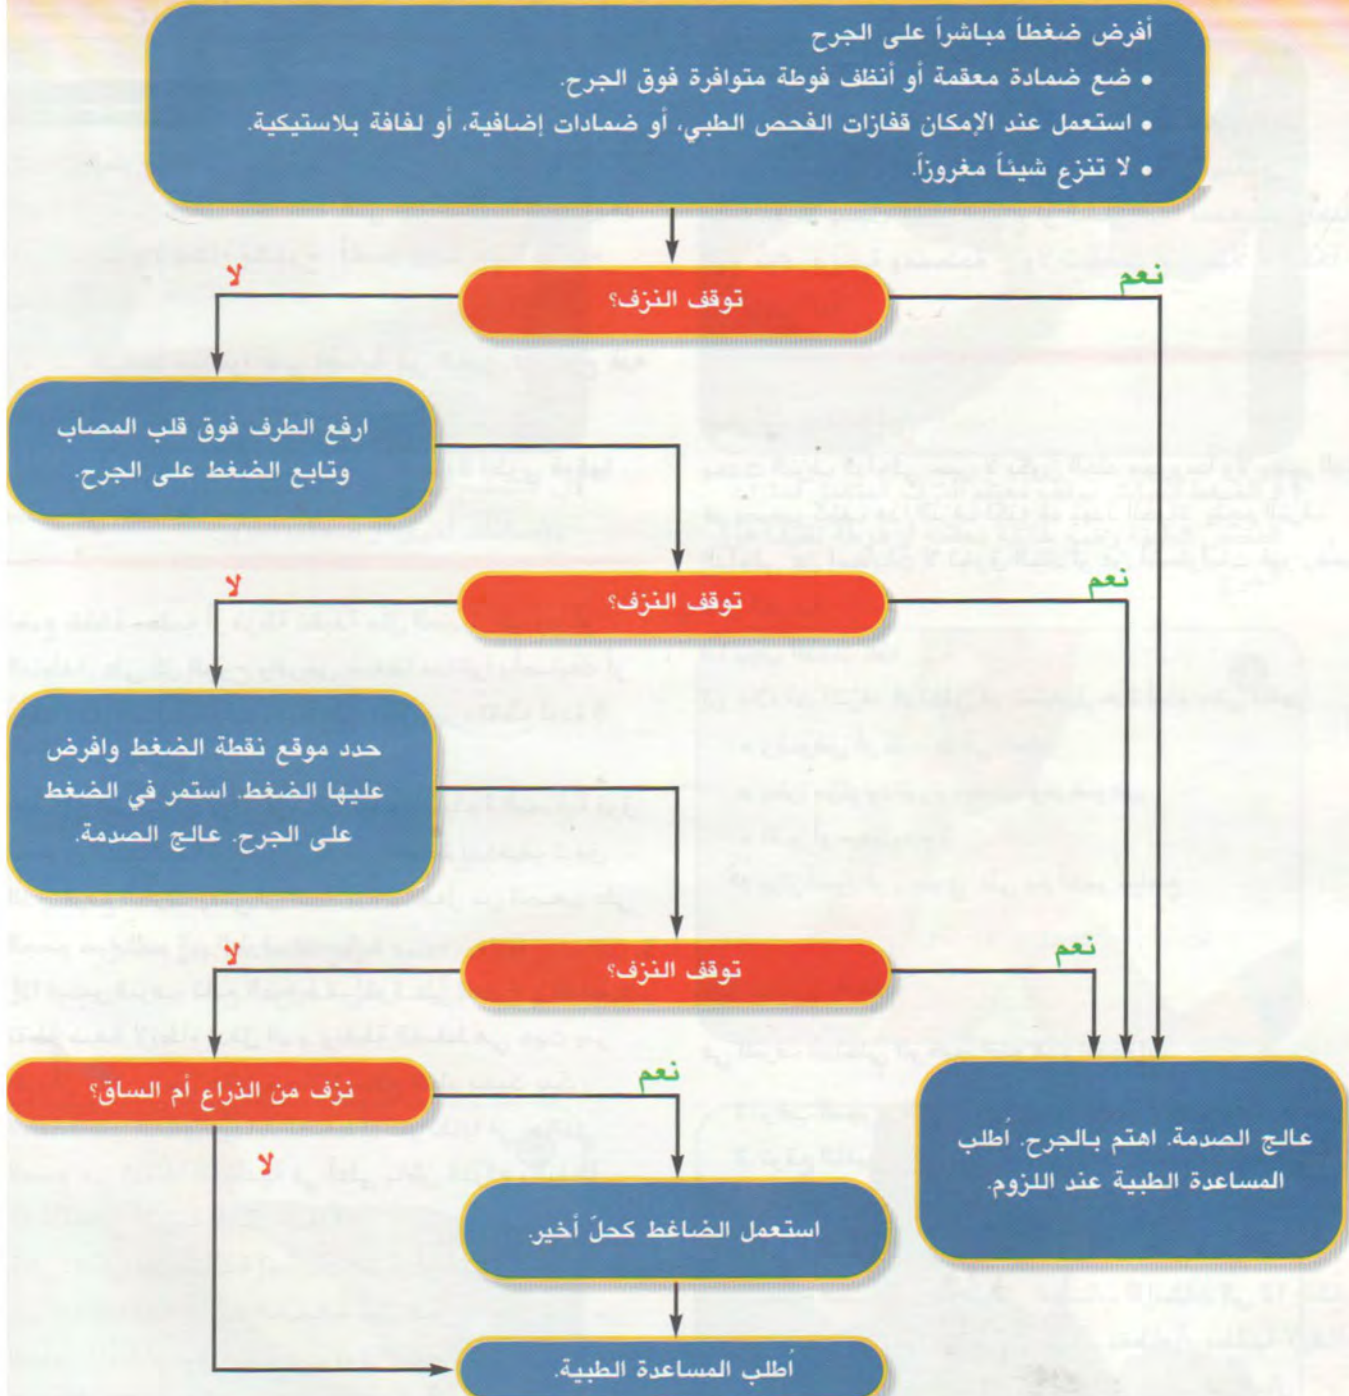 أفرض ضغطاً مباشراً على الجرح
• ضع ضمادة معقمة أو أنظف فوطة متوافرة فوق الجرح.
• استعمل عند الإمكان قفازات الفحص الطبي، أو ضمادات إضافية، أو لفافة بلاستيكية.
• لا تنزع شيئاً مغروزاً.
توقف النزف؟
نعم
لا
ارفع الطرف فوق قلب المصاب
وتابع الضغط على الجرح.
توقف النزف؟
نعم
لا
حدد موقع نقطة الضغط وافرض
عليها الضغط. استمر في الضغط
على الجرح. عالج الصدمة.
توقف النزف؟
نعم
لا
نزف من الذراع أم الساق؟
نعم
لا
عالج الصدمة. اهتم بالجرح. أطلب
المساعدة الطبية عند اللزوم.
استعمل الضاغط كحلّ أخير.
أطلب المساعدة الطبية.